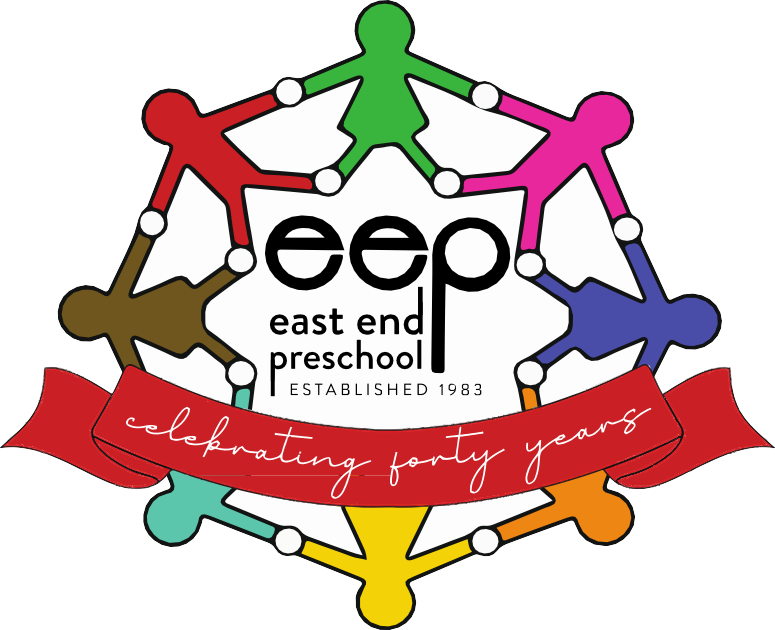 eep
east end
preschool
ESTABLISHED 1983
celebrating forty years